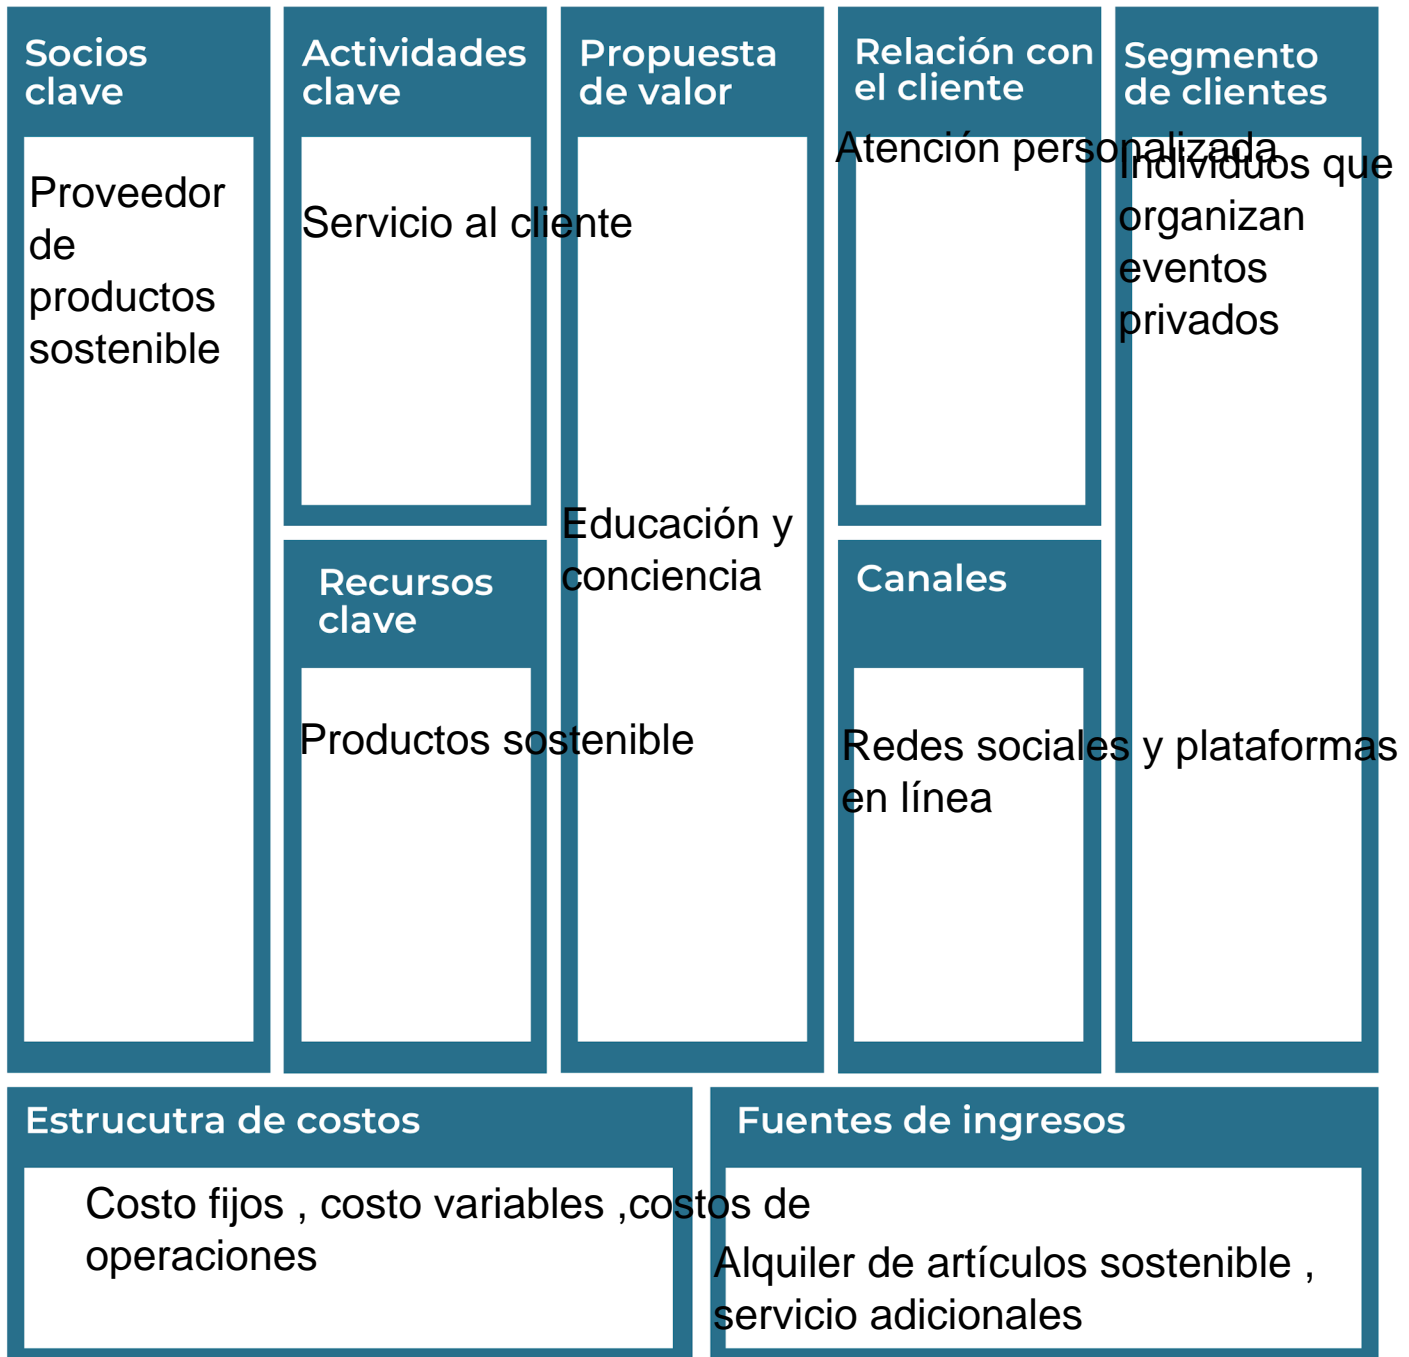 Socios
clave
Proveedor
de
productos
sostenible
Actividades
clave
Servicio al cliente
Recursos
clave
Productos sostenible
Propuesta
de valor
Educación y
conciencia
Relación con
el cliente
Atención personalizada
Canales
Redes sociales y plataformas
en línea
Segmento
de clientes
Individuos que
organizan
eventos
privados
Estrucutra de costos
Costo fijos , costo variables ,costos de
operaciones
Fuentes de ingresos
Alquiler de artículos sostenible ,
servicio adicionales